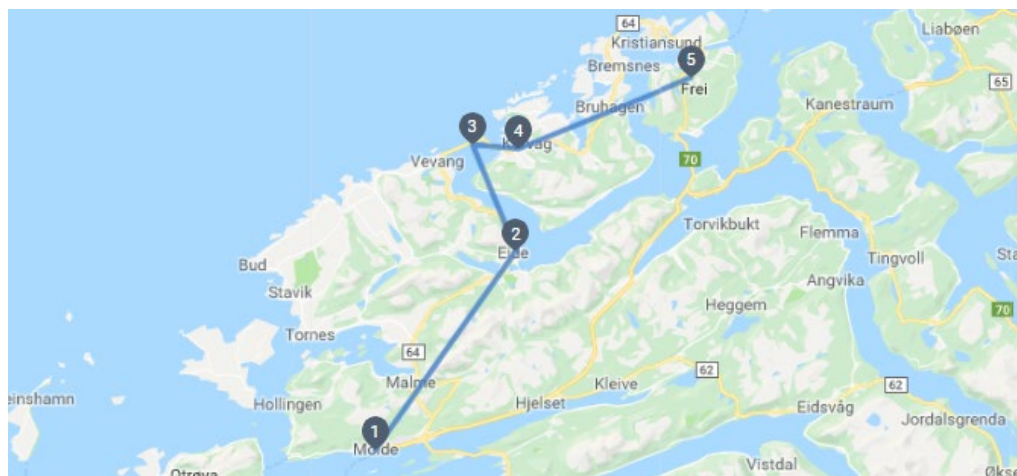 64
Kristiansund
Liabøen
Bremsnes
5
65
Frei
Bruhagen
Kanestraum
3
4
Vevang
70
2
Torvikbukt
Flemma
Bud
Tingvoll
Stavik
Angvika
Heggem
70
Tornes
64
Malme
Kleive
62
62
Hollingen
Hjelset
Eidsvåg
Jordalsgrenda
1
Molde
Vistdal